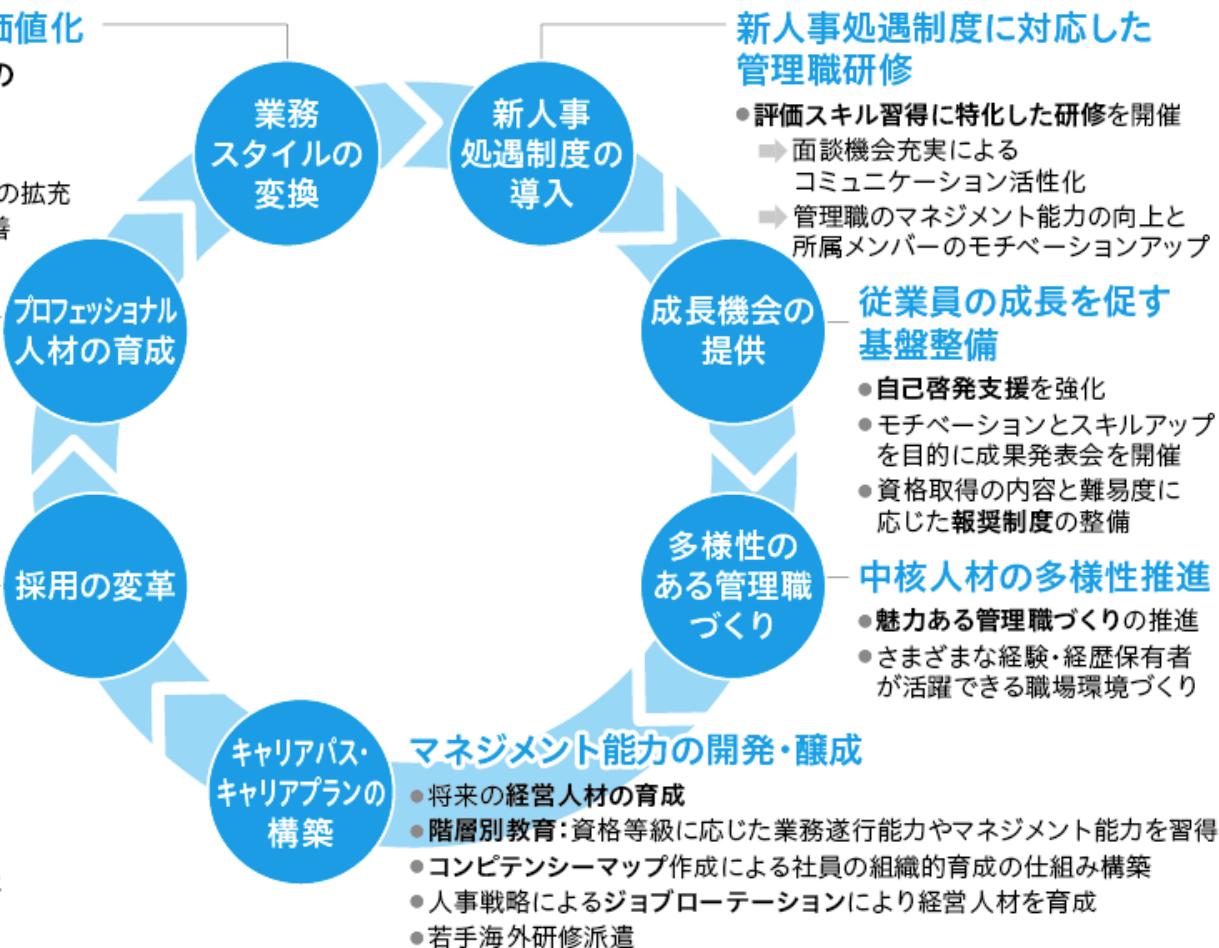 価値化
の
の拡充
善
業務
スタイルの
変換
新人事
処遇制度の
導入
新人事処遇制度に対応した
管理職研修
●評価スキル習得に特化した研修を開催
➡面談機会充実による
コミュニケーション活性化
➡管理職のマネジメント能力の向上と
所属メンバーのモチベーションアップ
プロフェッショナル
人材の育成
成長機会の
提供
従業員の成長を促す
基盤整備
●自己啓発支援を強化
●モチベーションとスキルアップ
を目的に成果発表会を開催
●資格取得の内容と難易度に
応じた報奨制度の整備
採用の変革
多様性の
ある管理職
づくり
中核人材の多様性推進
●魅力ある管理職づくりの推進
●さまざまな経験・経歴保有者
が活躍できる職場環境づくり
キャリアパス・
キャリアプランの
構築
マネジメント能力の開発・醸成
●将来の経営人材の育成
●階層別教育：資格等級に応じた業務遂行能力やマネジメント能力を習得
●コンピテンシーマップ作成による社員の組織的育成の仕組み構築
●人事戦略によるジョブローテーションにより経営人材を育成
●若手海外研修派遣